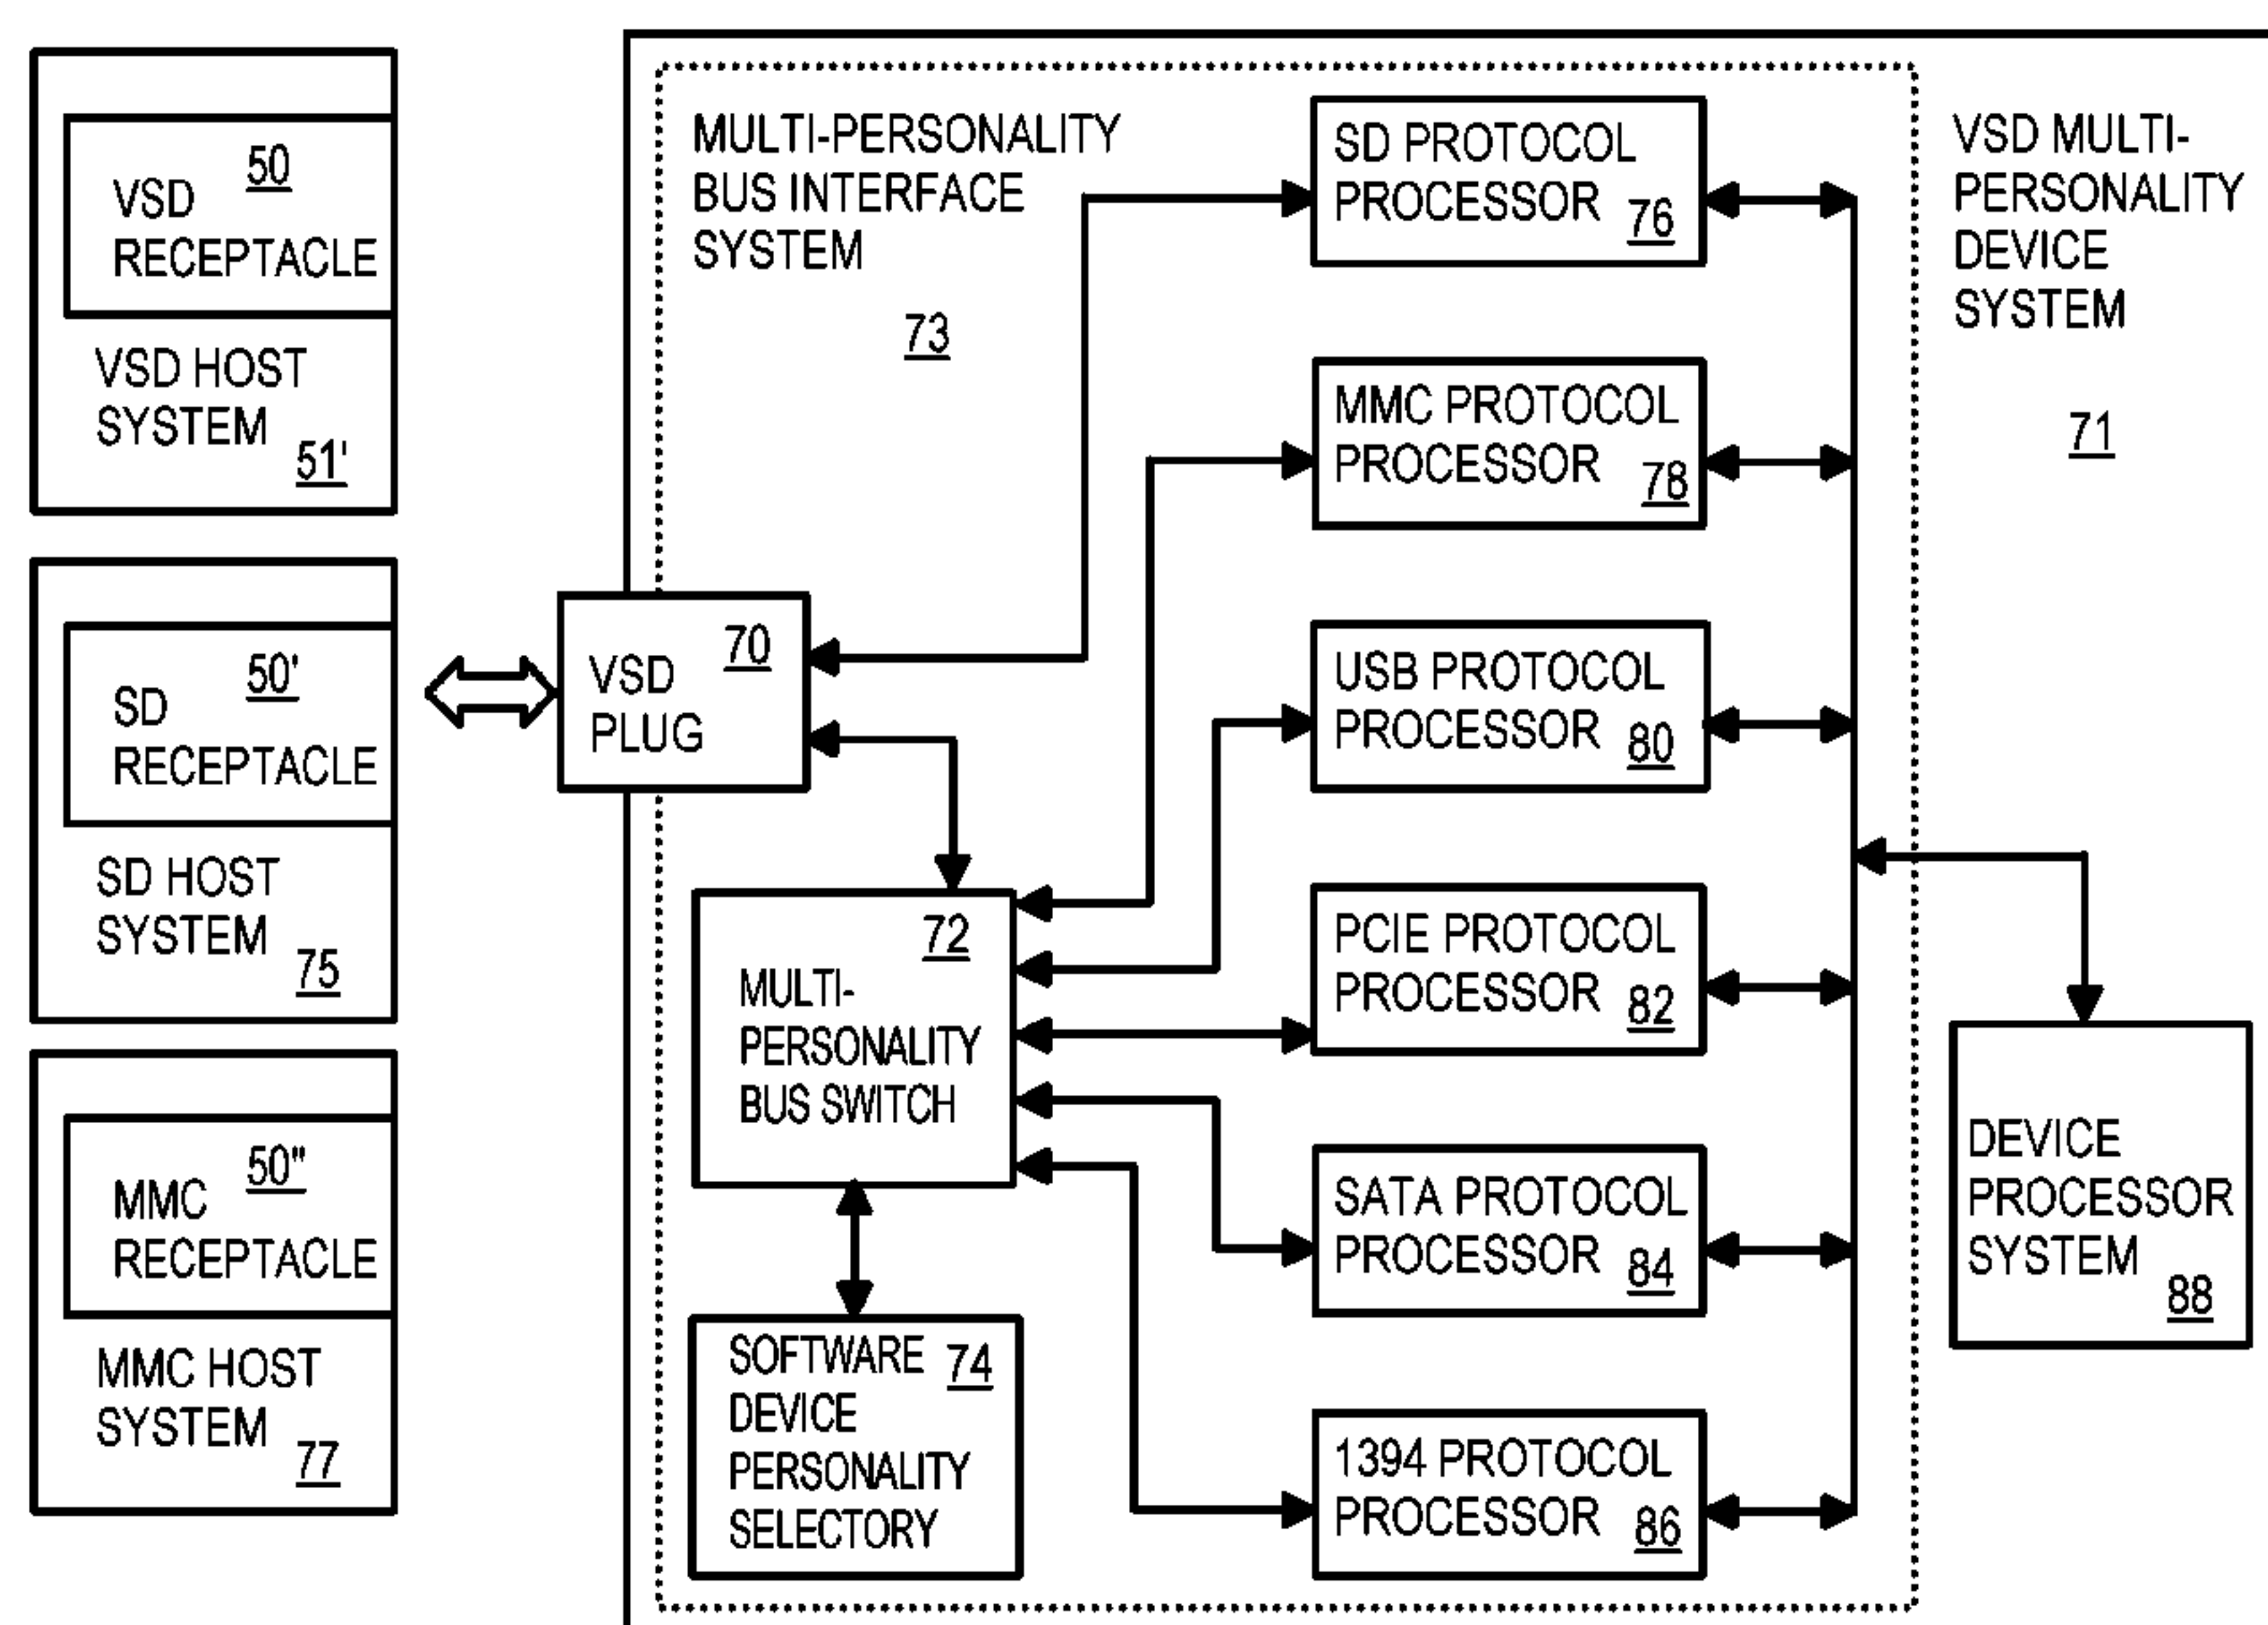 50
VSD
RECEPTACLE
VSD HOST
SYSTEM
51'
50'
SD
RECEPTACLE
SD HOST
SYSTEM
75
50"
MMC
RECEPTACLE
MMC HOST
SYSTEM
77
70
VSD
PLUG
MULTI-PERSONALITY
BUS INTERFACE
SYSTEM
73
72
MULTI-
PERSONALITY
BUS SWITCH
SOFTWARE 74
DEVICE
PERSONALITY
SELECTORY
SD PROTOCOL
PROCESSOR 76
MMC PROTOCOL
PROCESSOR 78
USB PROTOCOL
PROCESSOR 80
PCIE PROTOCOL
PROCESSOR 82
SATA PROTOCOL
PROCESSOR 84
1394 PROTOCOL
PROCESSOR 86
VSD MULTI-
PERSONALITY
DEVICE
SYSTEM
71
DEVICE
PROCESSOR
SYSTEM
88